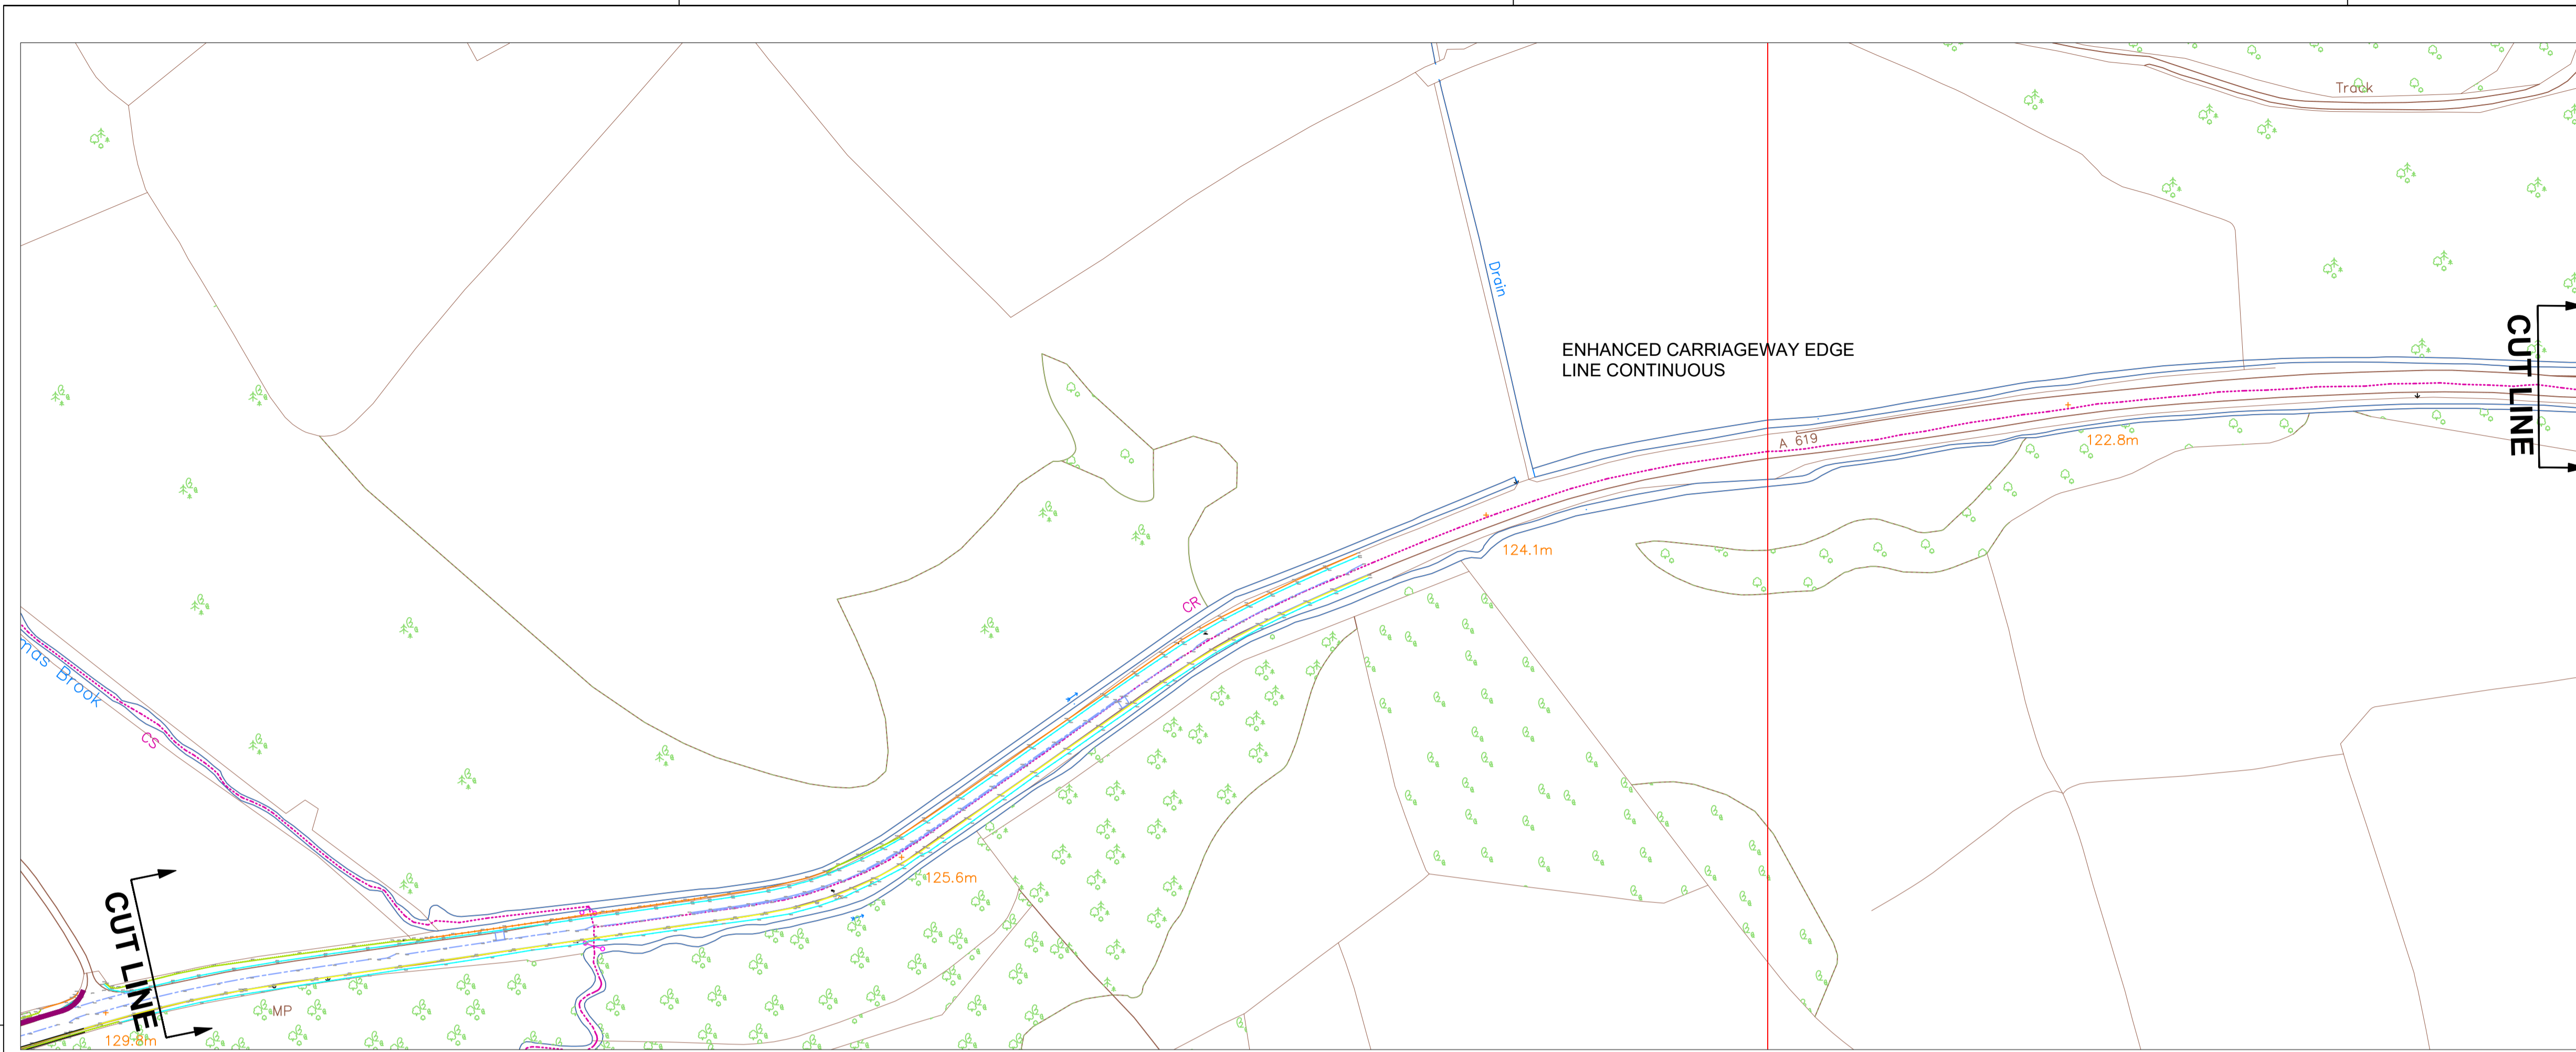 Track
Drain
ENHANCED CARRIAGEWAY EDGE
LINE CONTINUOUS
CUT LINE
A 619
122.8m
124.1m
CR
mas Brook
CS
125.6m
CUT LINE
MP
129.8m